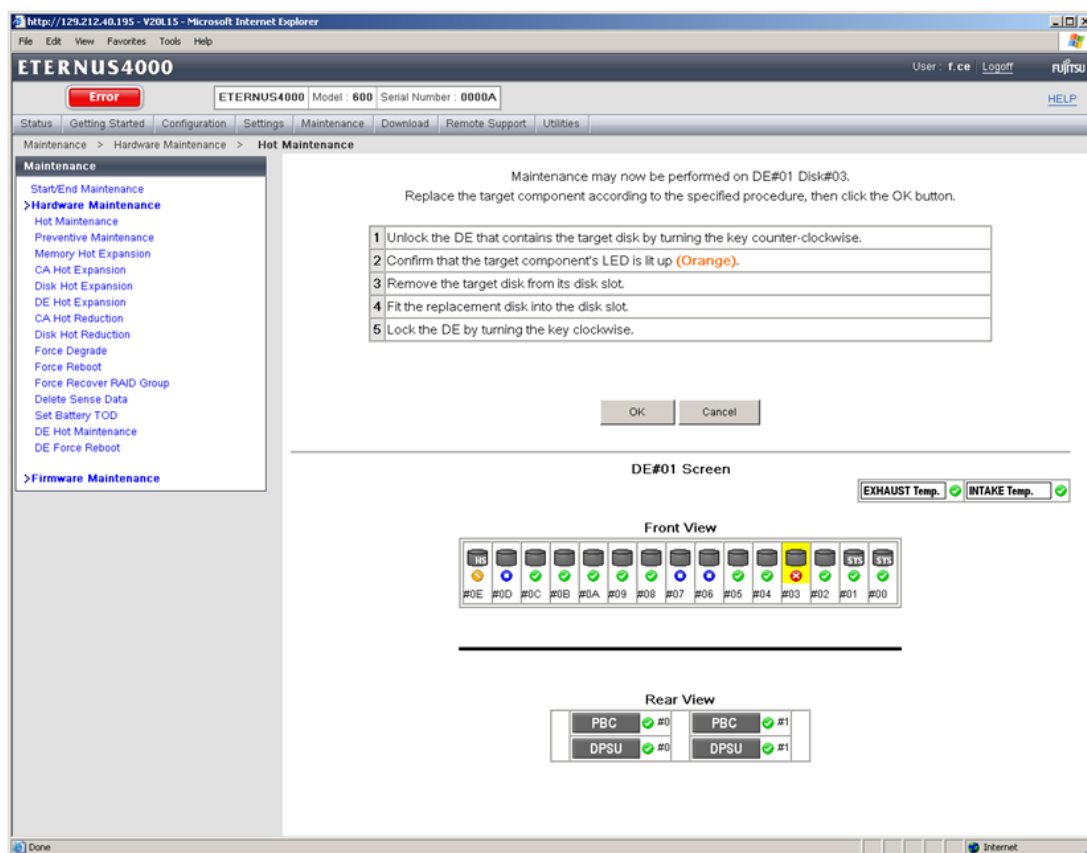 http://129.212.40.195 - V20L15 - Microsoft Internet Explorer
File Edit View Favorites Tools Help
ETERNUS4000
User : f.ce Logoff FUJITSU
Error ETERNUS4000 Model : 600 Serial Number : 0000A
HELP
Status Getting Started Configuration Settings Maintenance Download Remote Support Utilities
Maintenance > Hardware Maintenance > Hot Maintenance
Maintenance
Start/End Maintenance
>Hardware Maintenance
Hot Maintenance
Preventive Maintenance
Memory Hot Expansion
CA Hot Expansion
Disk Hot Expansion
DE Hot Expansion
CA Hot Reduction
Disk Hot Reduction
Force Degrade
Force Reboot
Force Recover RAID Group
Delete Sense Data
Set Battery TOD
DE Hot Maintenance
DE Force Reboot
>Firmware Maintenance
Maintenance may now be performed on DE#01 Disk#03.
Replace the target component according to the specified procedure, then click the OK button.
1 Unlock the DE that contains the target disk by turning the key counter-clockwise.
2 Confirm that the target component's LED is lit up (Orange).
3 Remove the target disk from its disk slot.
4 Fit the replacement disk into the disk slot.
5 Lock the DE by turning the key clockwise.
OK Cancel
DE#01 Screen
EXHAUST Temp. INTAKE Temp.
Front View
HS SYS SYS
#0E #0D #0C #0B #0A #09 #08 #07 #06 #05 #04 #03 #02 #01 #00
Rear View
PBC #0 PBC #1
DPSU #0 DPSU #1
Done Internet